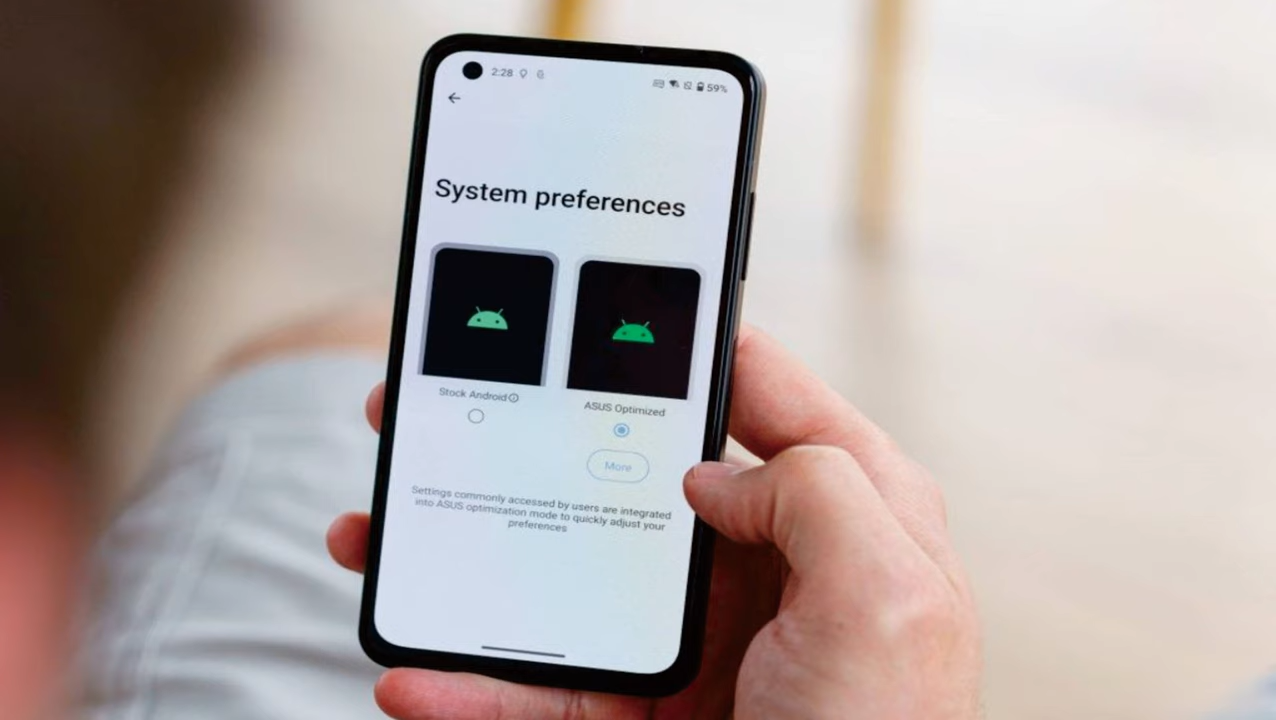 2:28
59%
System preferences
Stock Android
ASUS Optimized
More
Settings commonly accessed by users are integrated
into ASUS optimization mode to quickly adjust your
preferences